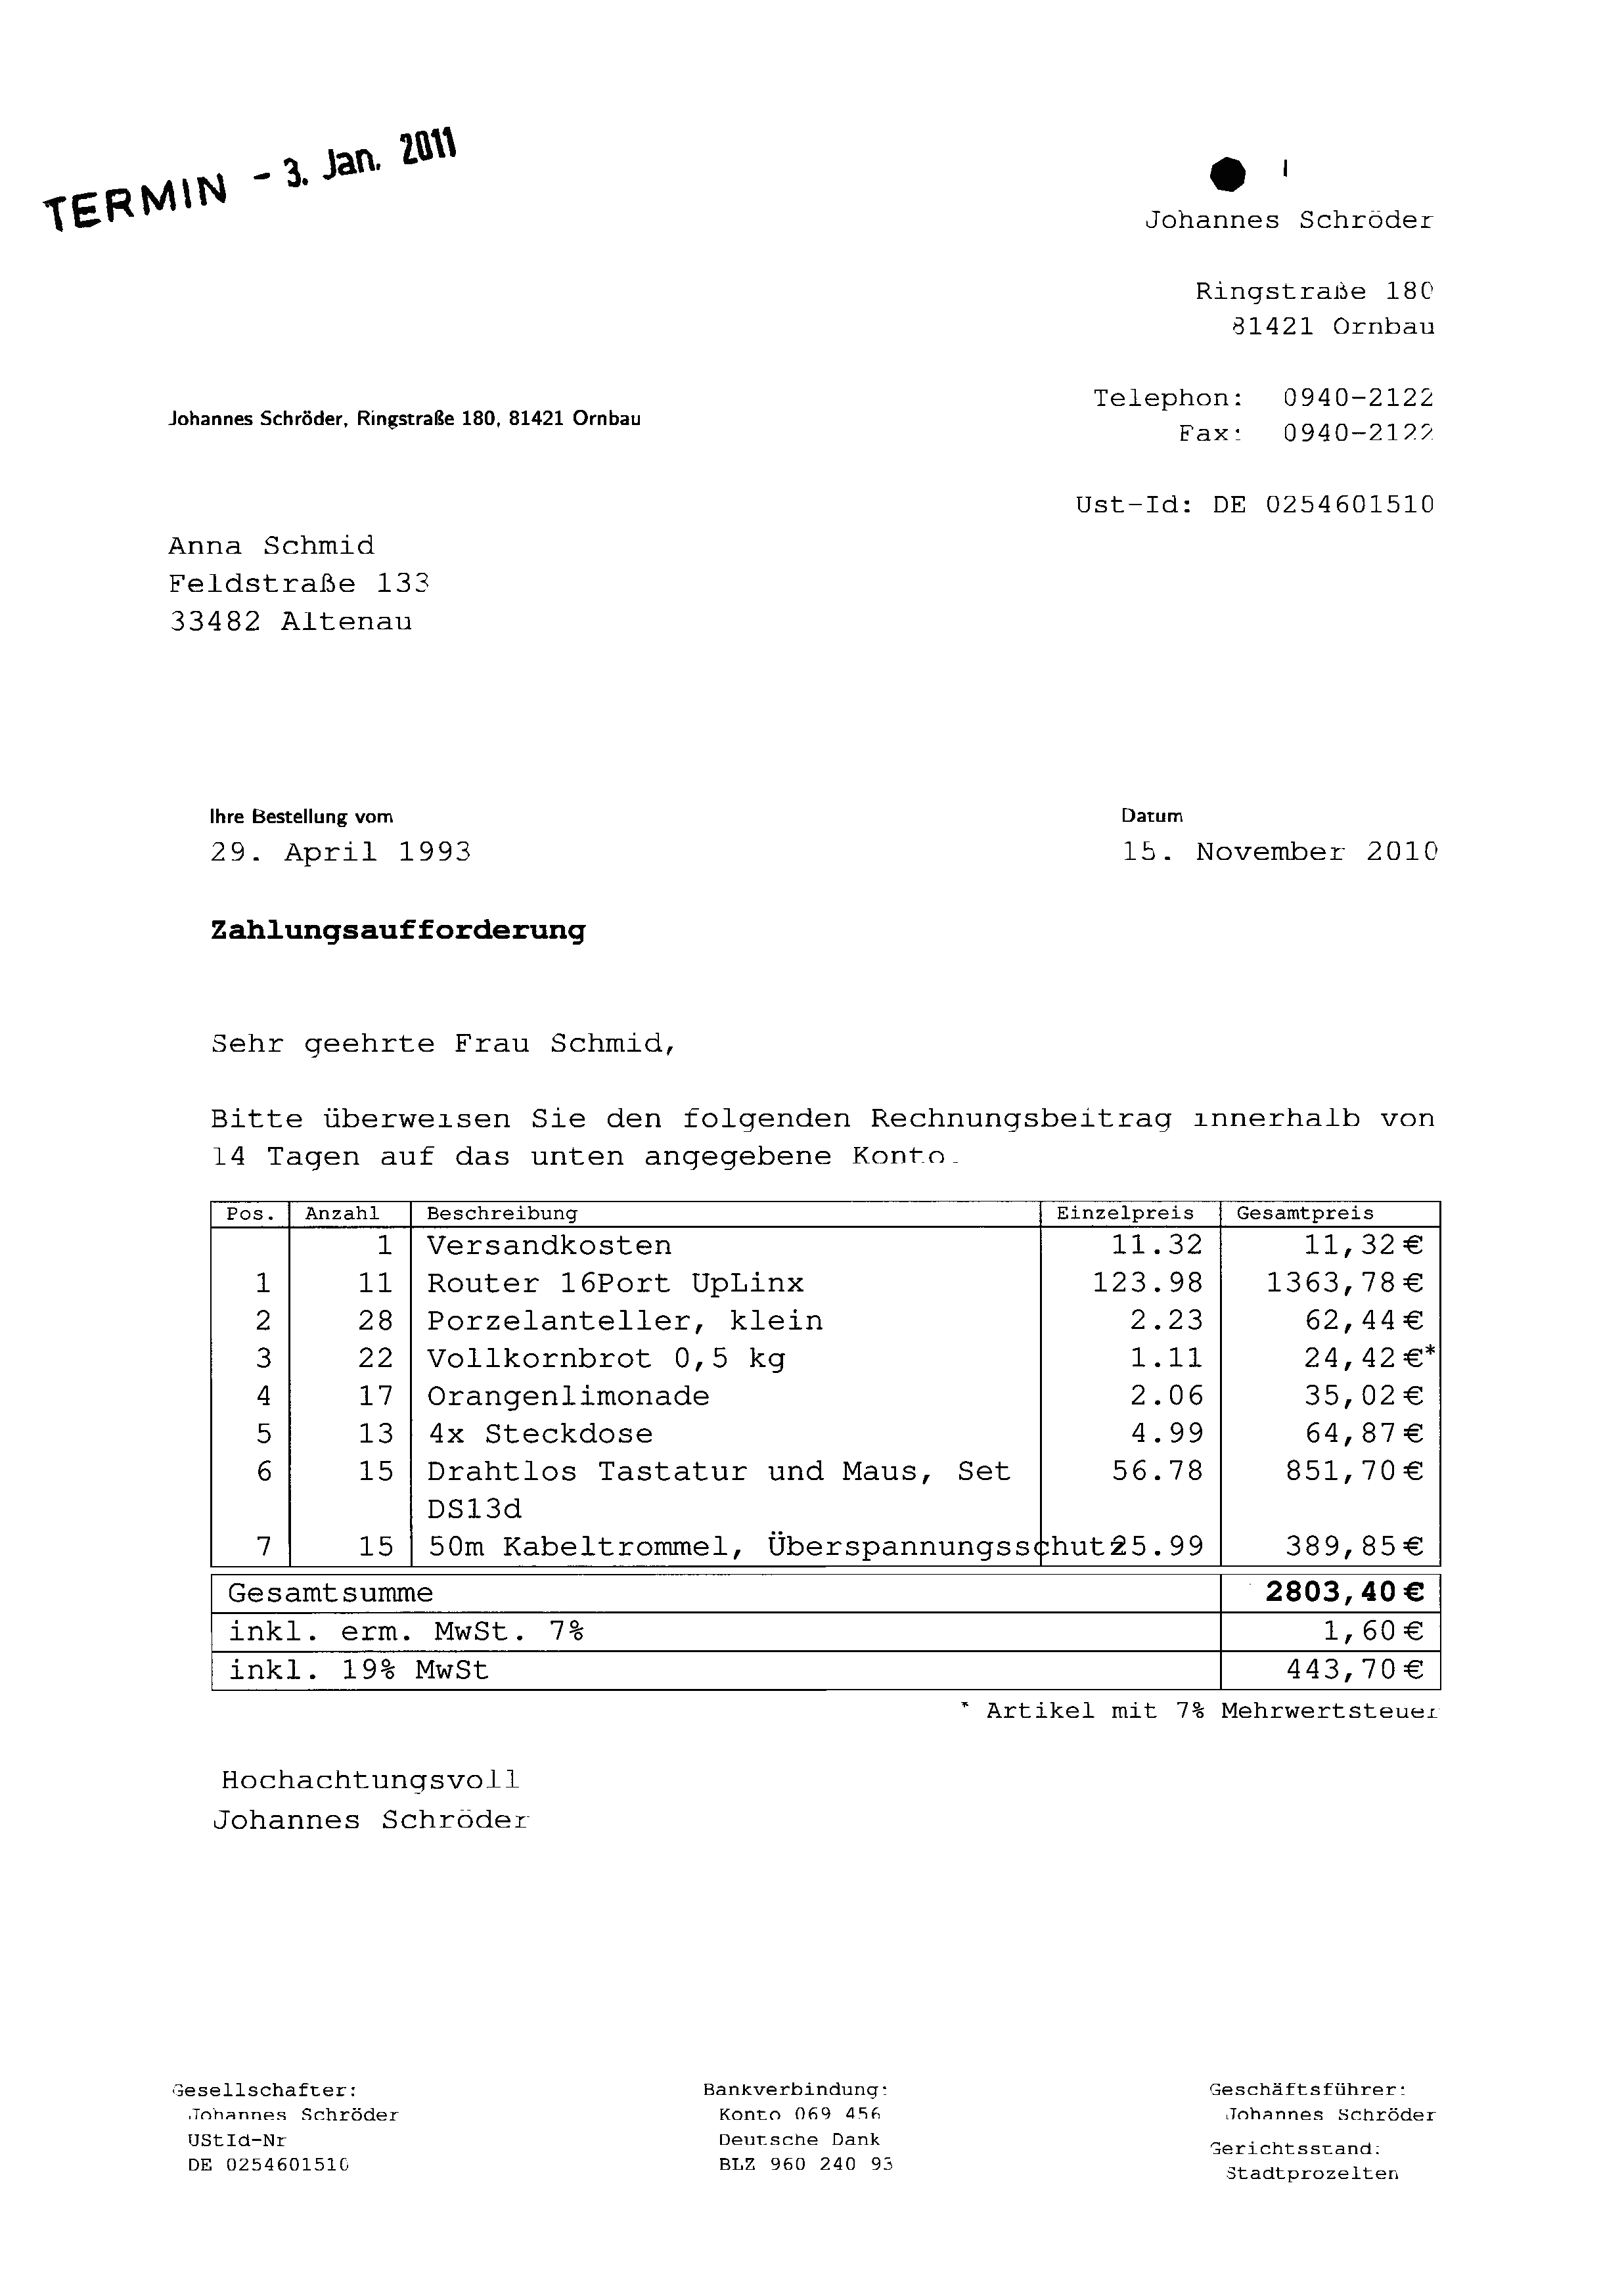 TERMIN - 3. Jan. 2011
Johannes Schröder
Ringstraße 180
81421 Ornbau
Telephon: 0940-2122
Fax: 0940-2122
Ust-Id: DE 0254601510
Johannes Schröder, Ringstraße 180, 81421 Ornbau
Anna Schmid
Feldstraße 133
33482 Altenau
Ihre Bestellung vom Datum
29. April 1993 15. November 2010
Zahlungsaufforderung
Sehr geehrte Frau Schmid,
Bitte überweisen Sie den folgenden Rechnungsbeitrag innerhalb von
14 Tagen auf das unten angegebene Konto.
Pos. Anzahl Beschreibung Einzelpreis Gesamtpreis
1 Versandkosten 11.32 11,32 €
1 11 Router 16Port UpLinx 123.98 1363,78 €
2 28 Porzelanteller, klein 2.23 62,44 €
3 22 Vollkornbrot 0,5 kg 1.11 24,42 €*
4 17 Orangenlimonade 2.06 35,02 €
5 13 4x Steckdose 4.99 64,87 €
6 15 Drahtlos Tastatur und Maus, Set 56.78 851,70 €
DS13d
7 15 50m Kabeltrommel, Überspannungsschutz 25.99 389,85 €
Gesamtsumme 2803,40 €
inkl. erm. MwSt. 7% 1,60 €
inkl. 19% MwSt 443,70 €
* Artikel mit 7% Mehrwertsteuer
Hochachtungsvoll
Johannes Schröder
Gesellschafter: Bankverbindung: Geschäftsführer:
Johannes Schröder Konto 069 456 Johannes Schröder
UStId-Nr Deutsche Dank Gerichtsstand:
DE 0254601510 BLZ 960 240 93 Stadtprozelten